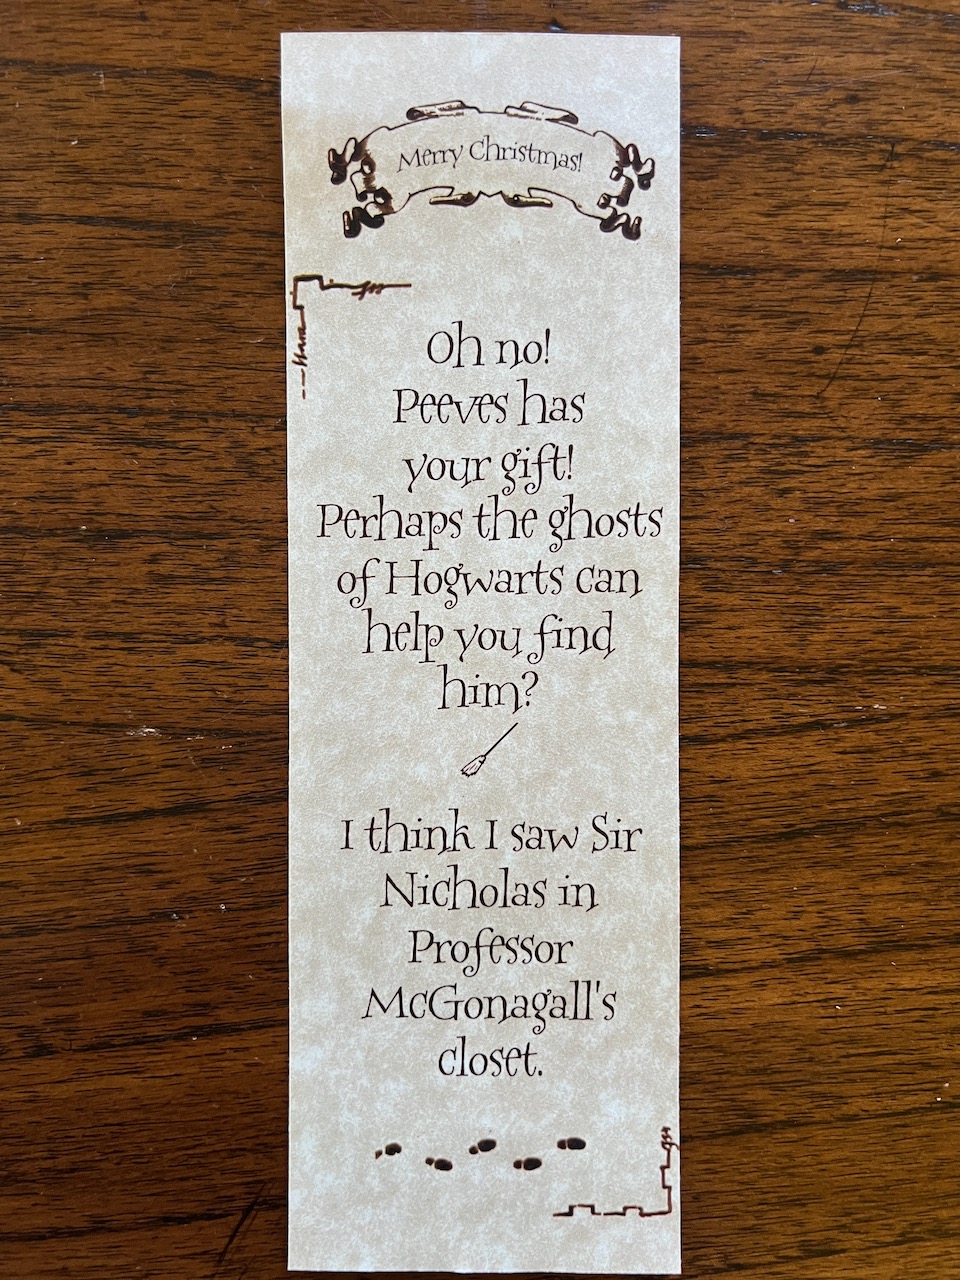 Merry Christmas!
Oh no!
Peeves has
your gift!
Perhaps the ghosts
of Hogwarts can
help you find
him?
I think I saw Sir
Nicholas in
Professor
McGonagall's
closet.